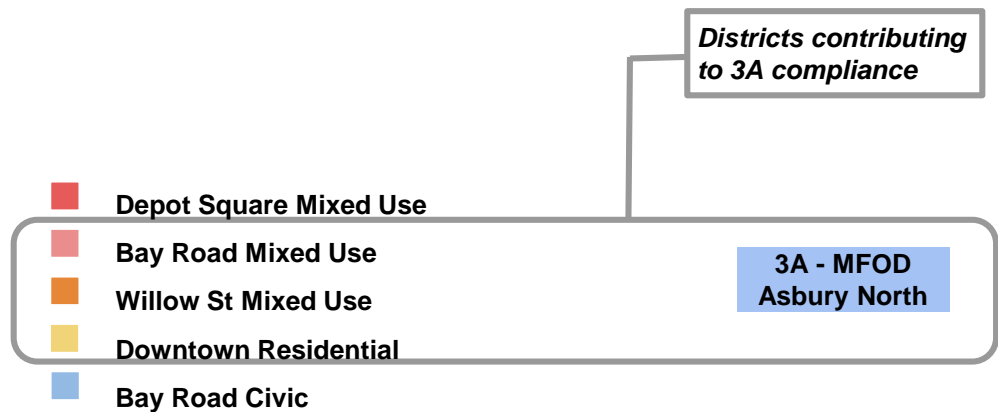 Districts contributing
to 3A compliance
Depot Square Mixed Use
Bay Road Mixed Use
Willow St Mixed Use
Downtown Residential
Bay Road Civic
3A - MFOD
Asbury North